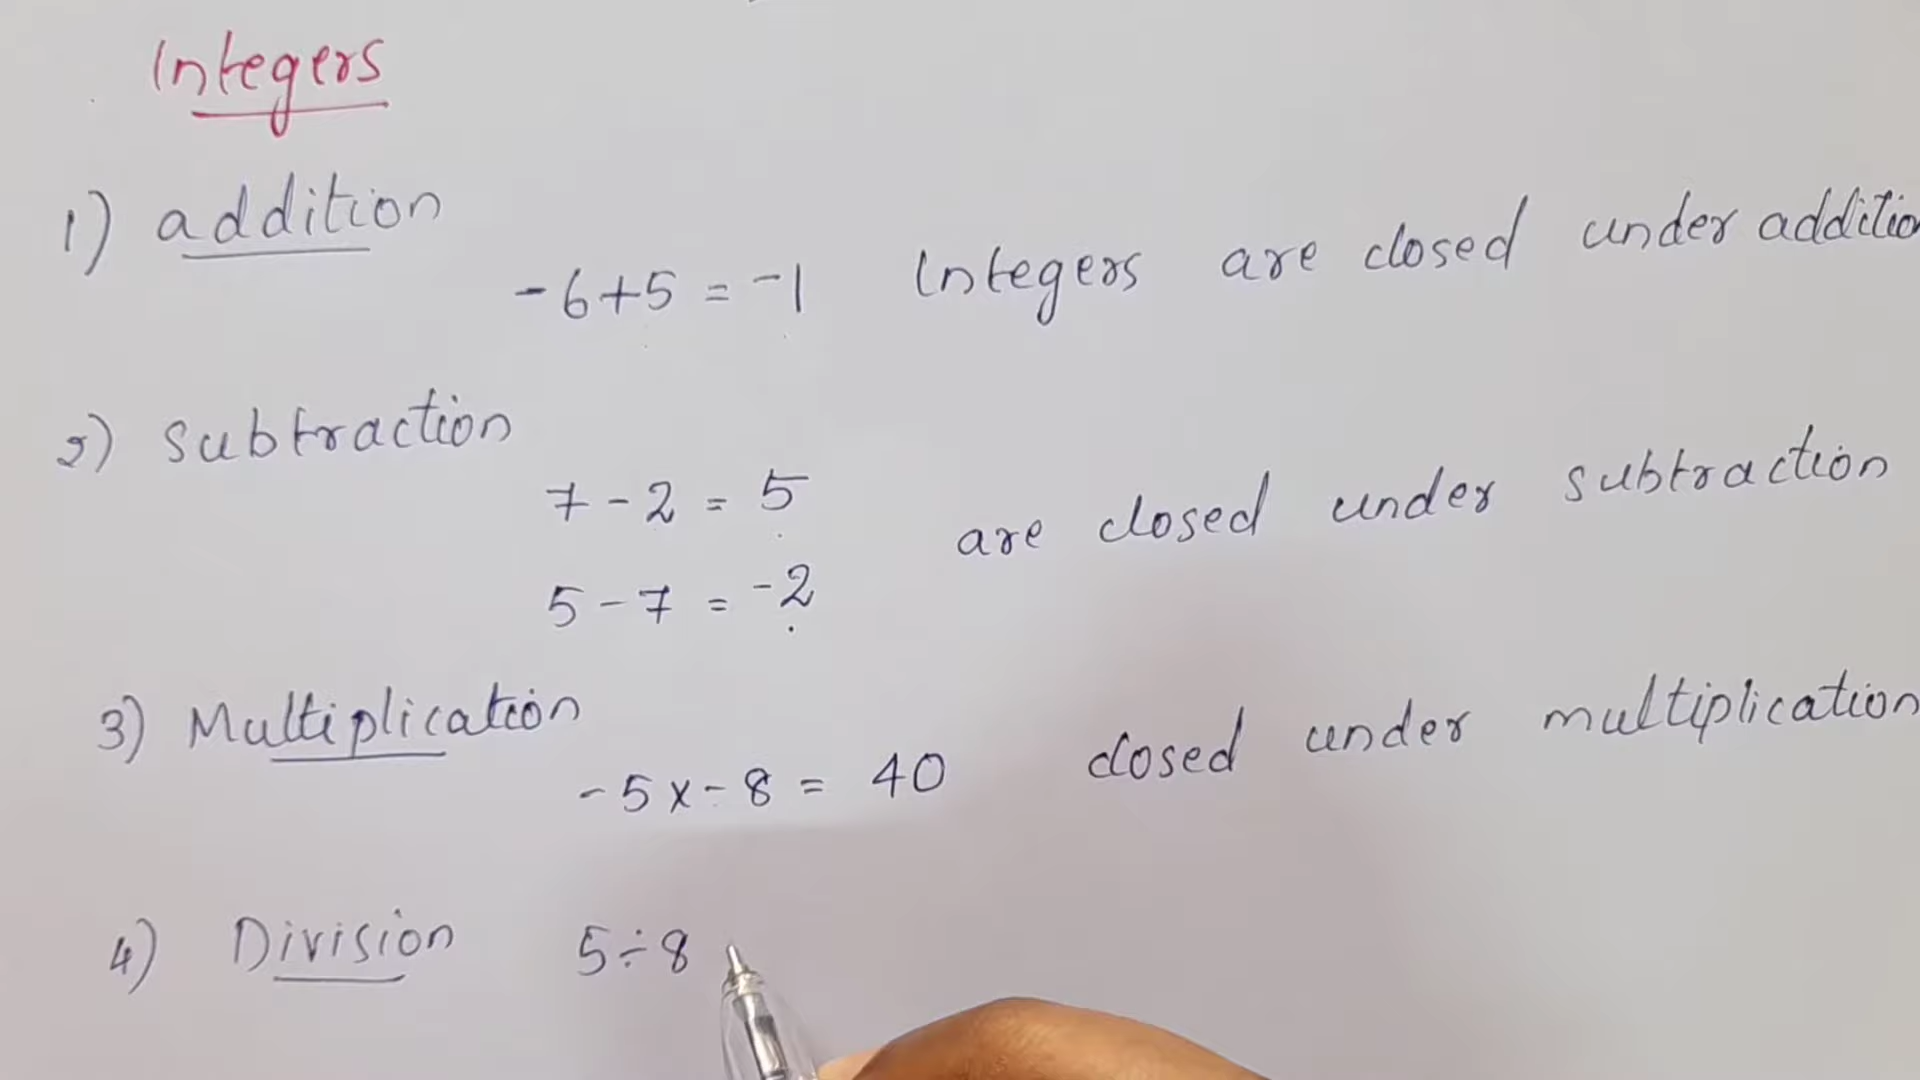 Integers
1) addition
-6+5 = -1 Integers are closed under additio
2) subtraction
7 - 2 = 5
are closed under subtraction
5 - 7 = -2
3) Multiplication
-5 x - 8 = 40 closed under multiplication
4) Division 5÷8